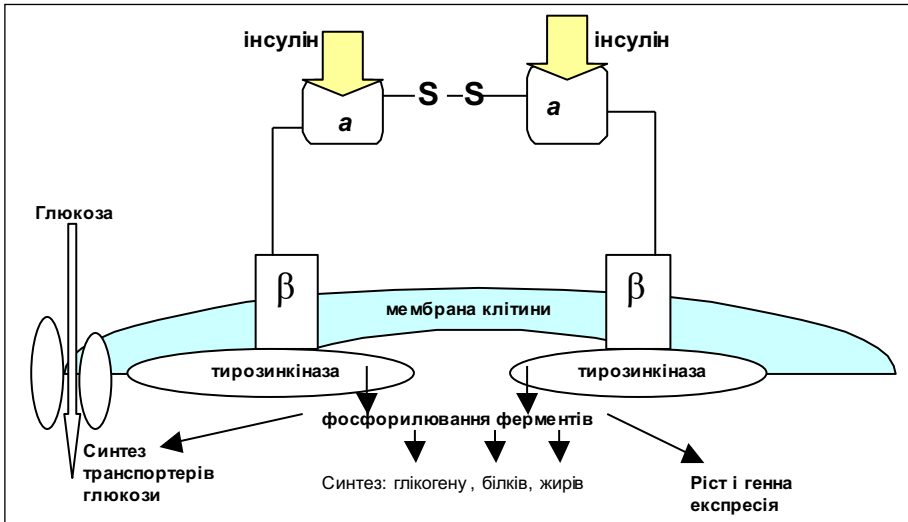 інсулін
інсулін
а
S S
а
Глюкоза
β
β
мембрана клітини
тирозинкіназа
тирозинкіназа
фосфорилювання ферментів
Синтез
транспортерів
глюкози
Синтез: глікогену , білків, жирів
Ріст і генна
експресія